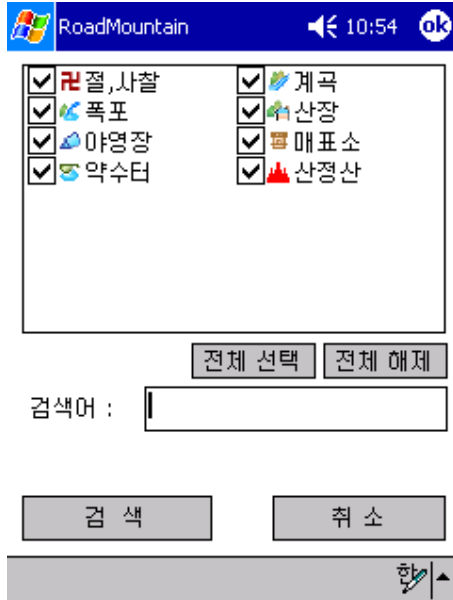 RoadMountain 10:54 ok
절,사찰 계곡
폭포 산장
야영장 매표소
약수터 산정산
전체 선택 전체 해제
검색어 :
검 색 취 소
한